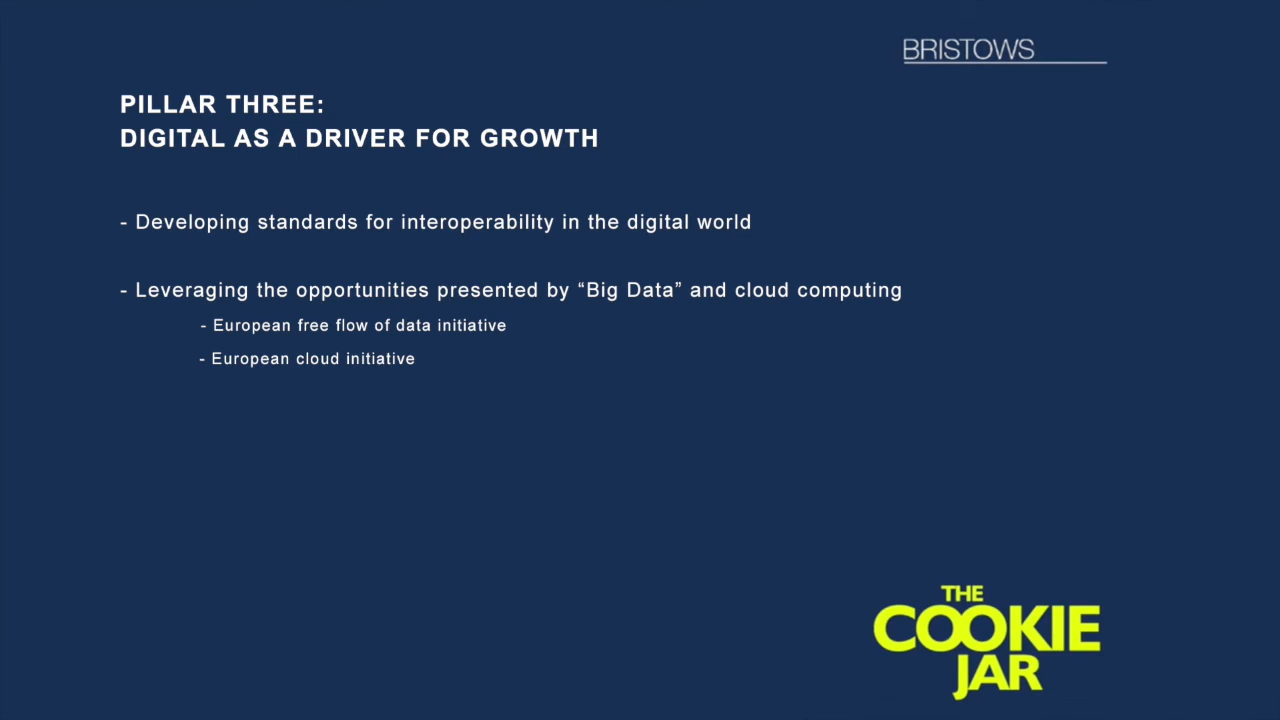 BRISTOWS
PILLAR THREE:
DIGITAL AS A DRIVER FOR GROWTH
- Developing standards for interoperability in the digital world
- Leveraging the opportunities presented by “Big Data” and cloud computing
- European free flow of data initiative
- European cloud initiative
THE
COOKIE
JAR